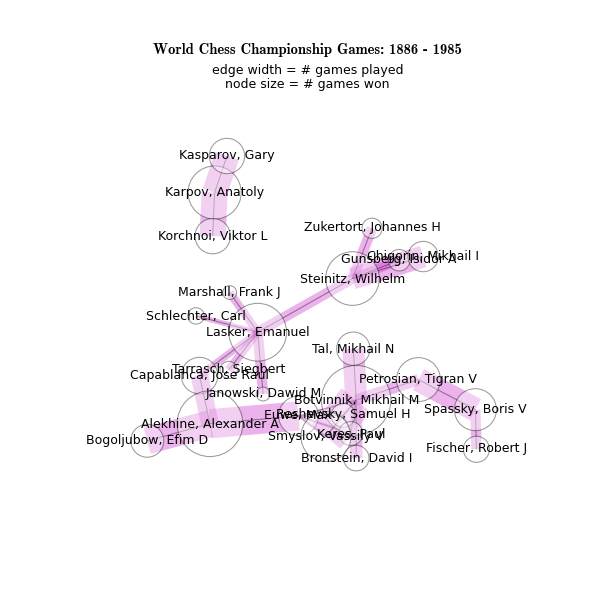 World Chess Championship Games: 1886 - 1985
edge width = # games played
node size = # games won
Kasparov, Gary
Karpov, Anatoly
Korchnoi, Viktor L
Zukertort, Johannes H
Chigorin, Mikhail I
Gunsberg, Isidor A
Steinitz, Wilhelm
Marshall, Frank J
Schlechter, Carl
Lasker, Emanuel
Tal, Mikhail N
Tarrasch, Siegbert
Capablanca, Jose Raul
Petrosian, Tigran V
Janowski, Dawid M
Botvinnik, Mikhail M
Spassky, Boris V
Euwe, Max
Reshevsky, Samuel H
Alekhine, Alexander A
Keres, Paul
Smyslov, Vassily V
Bogoljubow, Efim D
Fischer, Robert J
Bronstein, David I